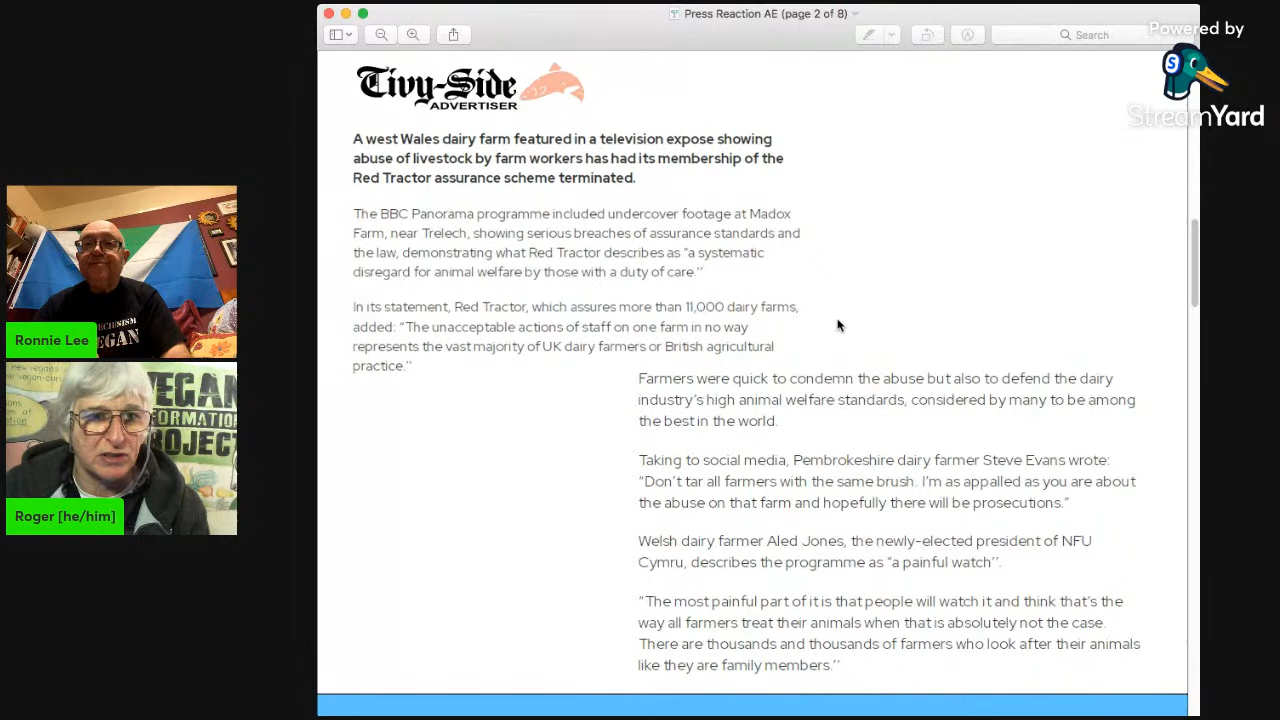 Press Reaction AE (page 2 of 8)
Search
Powered by
StreamYard
Tivy-Side
ADVERTISER
A west Wales dairy farm featured in a television expose showing
abuse of livestock by farm workers has had its membership of the
Red Tractor assurance scheme terminated.
The BBC Panorama programme included undercover footage at Madox
Farm, near Trelech, showing serious breaches of assurance standards and
the law, demonstrating what Red Tractor describes as “a systematic
disregard for animal welfare by those with a duty of care.’’
In its statement, Red Tractor, which assures more than 11,000 dairy farms,
added: “The unacceptable actions of staff on one farm in no way
represents the vast majority of UK dairy farmers or British agricultural
practice.’’
Farmers were quick to condemn the abuse but also to defend the dairy
industry’s high animal welfare standards, considered by many to be among
the best in the world.
Taking to social media, Pembrokeshire dairy farmer Steve Evans wrote:
“Don’t tar all farmers with the same brush. I’m as appalled as you are about
the abuse on that farm and hopefully there will be prosecutions.”
Welsh dairy farmer Aled Jones, the newly-elected president of NFU
Cymru, describes the programme as “a painful watch’’.
“The most painful part of it is that people will watch it and think that’s the
way all farmers treat their animals when that is absolutely not the case.
There are thousands and thousands of farmers who look after their animals
like they are family members.’’
EGAN
Ronnie Lee
VEGAN
FORMATION
ROJECT
Roger [he/him]